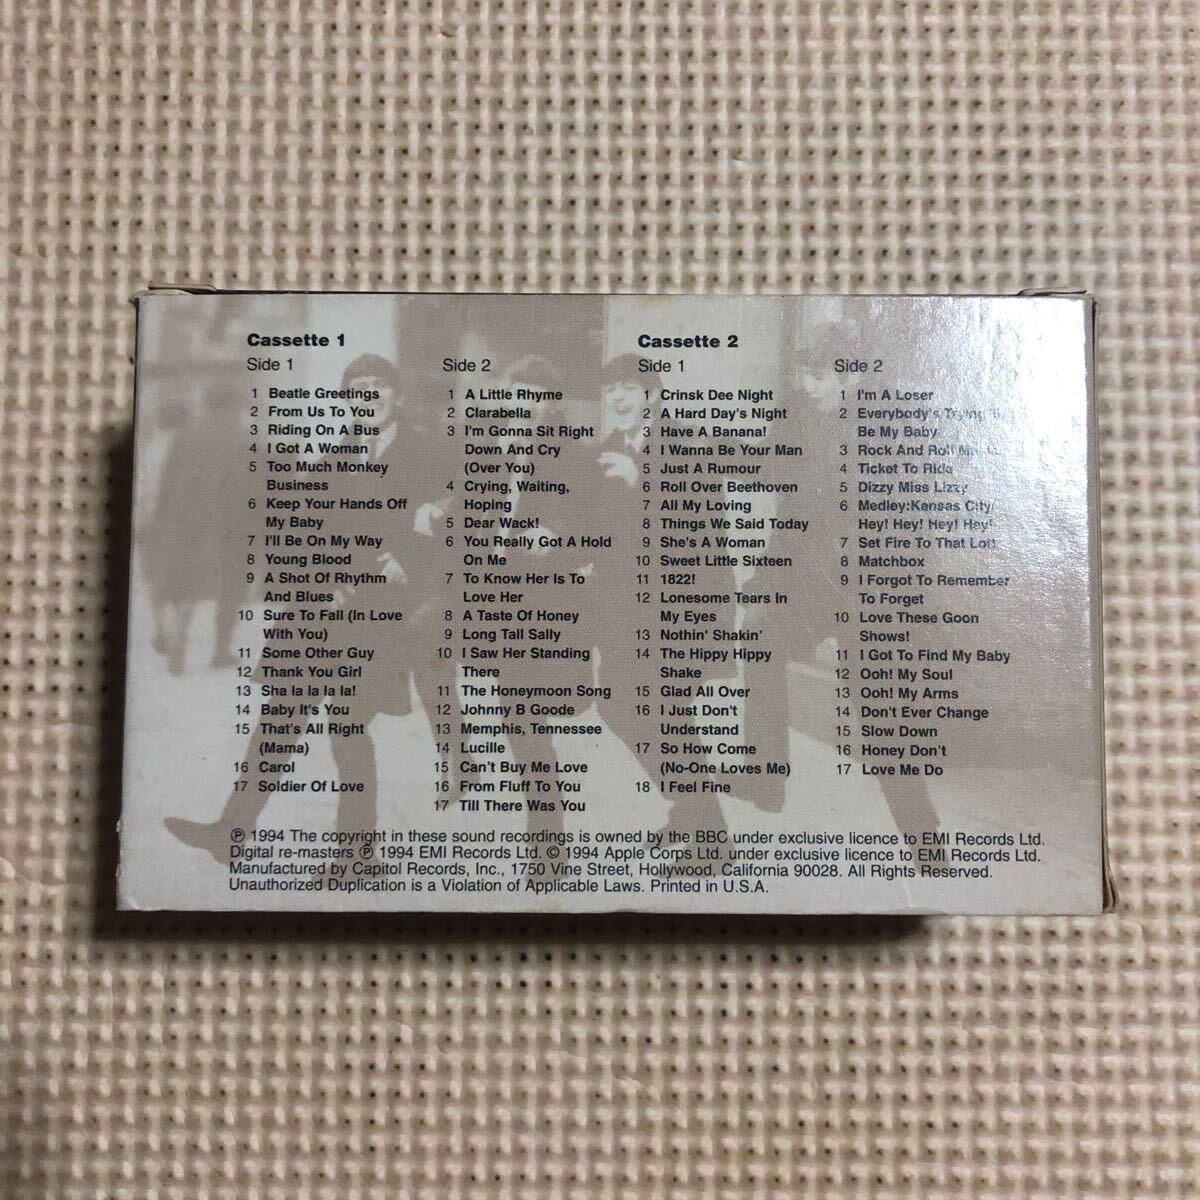 Cassette 1
Side 1
1 Beatle Greetings
2 From Us To You
3 Riding On A Bus
4 I Got A Woman
5 Too Much Monkey
Business
6 Keep Your Hands Off
My Baby
7 I'll Be On My Way
8 Young Blood
9 A Shot Of Rhythm
And Blues
10 Sure To Fall (In Love
With You)
11 Some Other Guy
12 Thank You Girl
13 Sha la la la la!
14 Baby It's You
15 That's All Right
(Mama)
16 Carol
17 Soldier Of Love
Side 2
1 A Little Rhyme
2 Clarabella
3 I'm Gonna Sit Right
Down And Cry
(Over You)
4 Crying, Waiting,
Hoping
5 Dear Wack!
6 You Really Got A Hold
On Me
7 To Know Her Is To
Love Her
8 A Taste Of Honey
9 Long Tall Sally
10 I Saw Her Standing
There
11 The Honeymoon Song
12 Johnny B Goode
13 Memphis, Tennessee
14 Lucille
15 Can't Buy Me Love
16 From Fluff To You
17 Till There Was You
Cassette 2
Side 1
1 Crinsk Dee Night
2 A Hard Day's Night
3 Have A Banana!
4 I Wanna Be Your Man
5 Just A Rumour
6 Roll Over Beethoven
7 All My Loving
8 Things We Said Today
9 She's A Woman
10 Sweet Little Sixteen
11 1822!
12 Lonesome Tears In
My Eyes
13 Nothin' Shakin'
14 The Hippy Hippy
Shake
15 Glad All Over
16 I Just Don't
Understand
17 So How Come
(No-One Loves Me)
18 I Feel Fine
Side 2
1 I'm A Loser
2 Everybody's Trying
Be My Baby
3 Rock And Roll
4 Ticket To Ride
5 Dizzy Miss Lizzy
6 Medley:Kansas City/
Hey! Hey! Hey! Hey!
7 Set Fire To That Lot!
8 Matchbox
9 I Forgot To Remember
To Forget
10 Love These Goon
Shows!
11 I Got To Find My Baby
12 Ooh! My Soul
13 Ooh! My Arms
14 Don't Ever Change
15 Slow Down
16 Honey Don't
17 Love Me Do
℗ 1994 The copyright in these sound recordings is owned by the BBC under exclusive licence to EMI Records Ltd.
Digital re-masters ℗ 1994 EMI Records Ltd. © 1994 Apple Corps Ltd. under exclusive licence to EMI Records Ltd.
Manufactured by Capitol Records, Inc., 1750 Vine Street, Hollywood, California 90028. All Rights Reserved.
Unauthorized Duplication is a Violation of Applicable Laws. Printed in U.S.A.